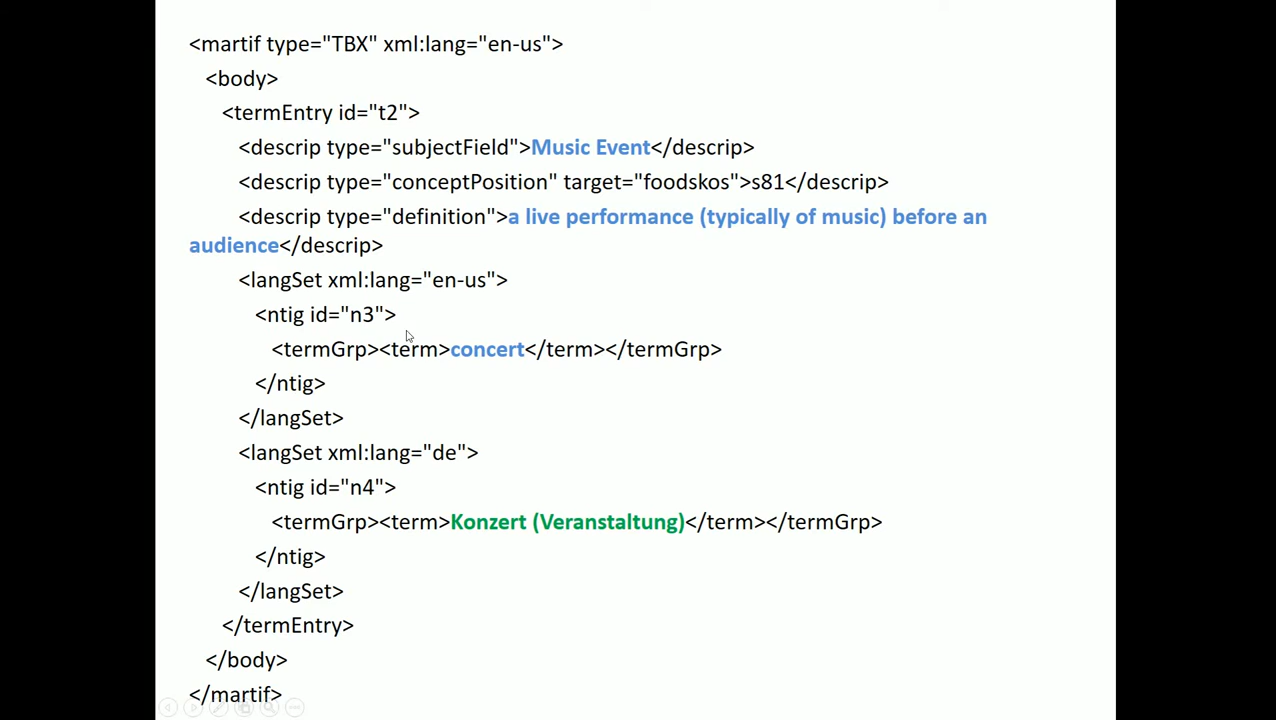 <martif type="TBX" xml:lang="en-us">
<body>
<termEntry id="t2">
<descrip type="subjectField">Music Event</descrip>
<descrip type="conceptPosition" target="foodskos">s81</descrip>
<descrip type="definition">a live performance (typically of music) before an
audience</descrip>
<langSet xml:lang="en-us">
<ntig id="n3">
<termGrp><term>concert</term></termGrp>
</ntig>
</langSet>
<langSet xml:lang="de">
<ntig id="n4">
<termGrp><term>Konzert (Veranstaltung)</term></termGrp>
</ntig>
</langSet>
</termEntry>
</body>
</martif>